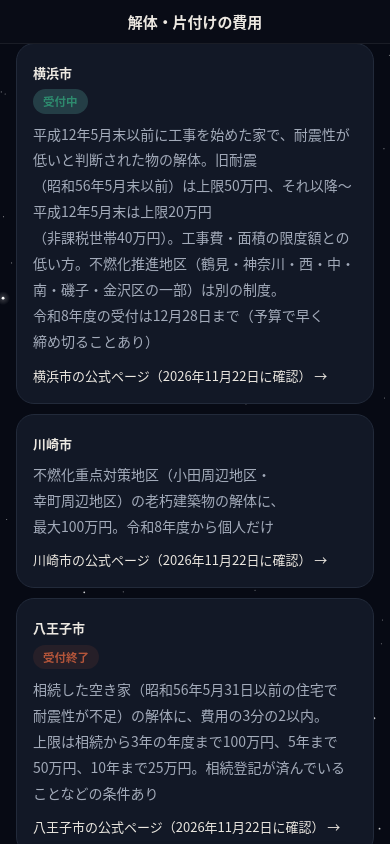 解体・片付けの費用
横浜市
受付中
平成12年5月末以前に工事を始めた家で、耐震性が
低いと判断された物の解体。旧耐震
（昭和56年5月末以前）は上限50万円、それ以降〜
平成12年5月末は上限20万円
（非課税世帯40万円）。工事費・面積の限度額との
低い方。不燃化推進地区（鶴見・神奈川・西・中・
南・磯子・金沢区の一部）は別の制度。
令和8年度の受付は12月28日まで（予算で早く
締め切ることあり）
横浜市の公式ページ（2026年11月22日に確認） →
川崎市
不燃化重点対策地区（小田周辺地区・
幸町周辺地区）の老朽建築物の解体に、
最大100万円。令和8年度から個人だけ
川崎市の公式ページ（2026年11月22日に確認） →
八王子市
受付終了
相続した空き家（昭和56年5月31日以前の住宅で
耐震性が不足）の解体に、費用の3分の2以内。
上限は相続から3年の年度まで100万円、5年まで
50万円、10年まで25万円。相続登記が済んでいる
ことなどの条件あり
八王子市の公式ページ（2026年11月22日に確認） →